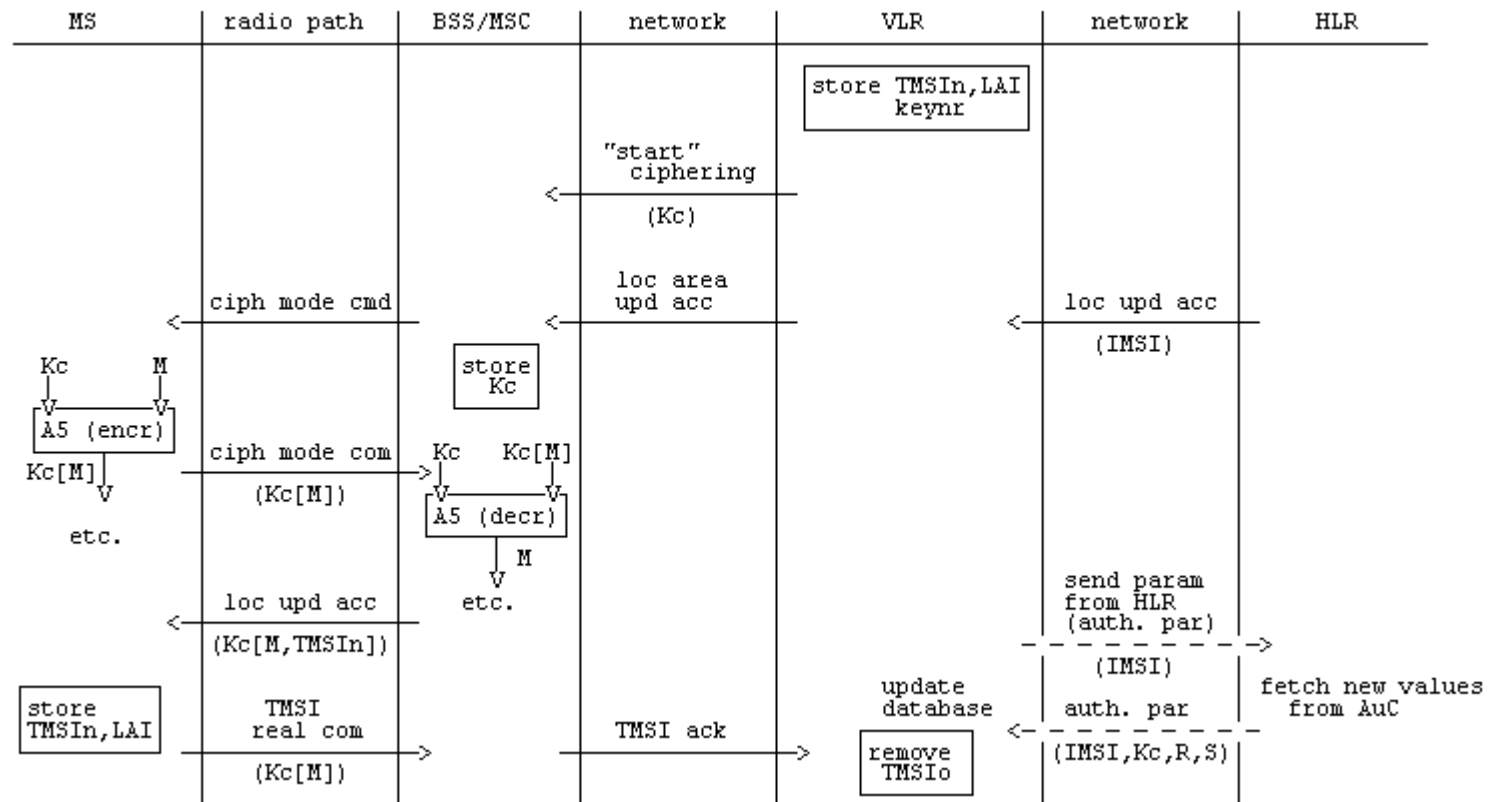 MS radio path BSS/MSC network VLR network HLR
store TMSIn,LAI
keynr
"start"
ciphering
(Kc)
loc area
ciph mode cmd upd acc loc upd acc
(IMSI)
Kc M store
Kc
A5 (encr)
ciph mode com Kc Kc[M]
Kc[M] (Kc[M])
A5 (decr)
etc.
M
send param
loc upd acc etc. from HLR
(auth. par)
(Kc[M,TMSIn])
(IMSI)
update fetch new values
store TMSI database auth. par from AuC
TMSIn,LAI real com TMSI ack
remove (IMSI,Kc,R,S)
(Kc[M]) TMSIo